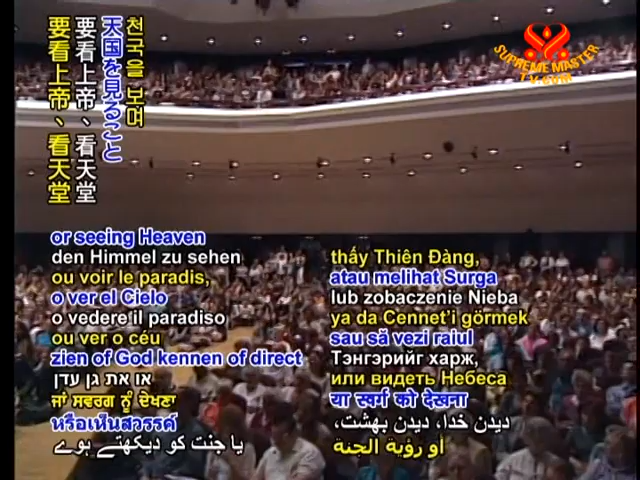 천국을 보며
天国を見ること
要看上帝、看天堂
要看上帝、看天堂
SUPREME MASTER
TV.com
or seeing Heaven
den Himmel zu sehen
ou voir le paradis,
o ver el Cielo
o vedere il paradiso
ou ver o céu
zien of God kennen of direct
או את גן עדן
ਜਾਂ ਸਵਰਗ ਨੂੰ ਦੇਖਣਾ
หรือเห็นสวรรค์
یا جنت کو دیکھتے ہوے
thấy Thiên Đàng,
atau melihat Surga
lub zobaczenie Nieba
ya da Cennet'i görmek
sau să vezi raiul
Тэнгэрийг харж,
или видеть Небеса
या स्वर्ग को देखना
دیدن خدا، دیدن بهشت،
أو رؤية الجنة